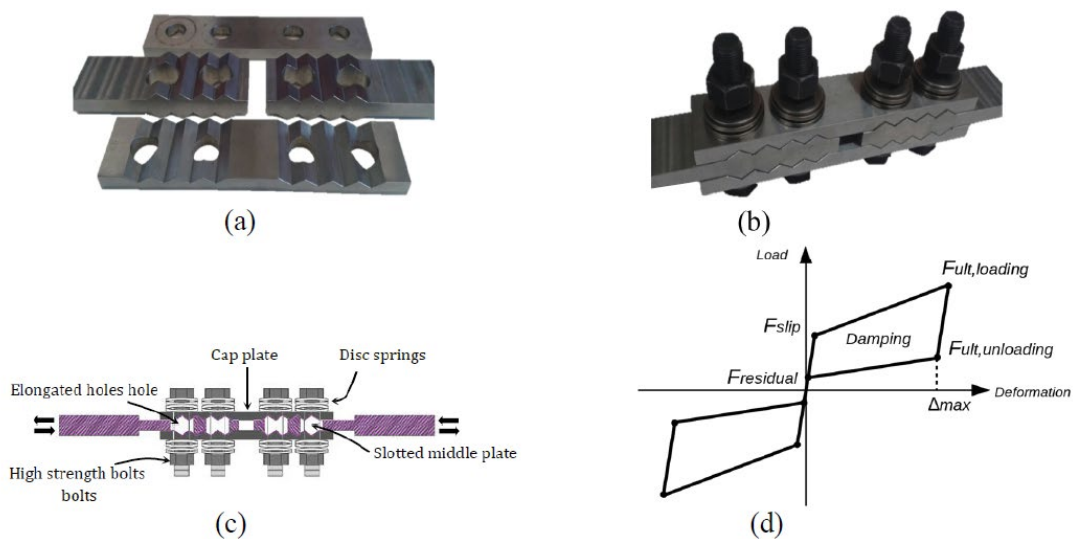 (a)
(b)
Cap plate
Disc springs
Elongated holes hole
High strength bolts
bolts
Slotted middle plate
(c)
Load
Fult,loading
Fslip
Damping
Fult,unloading
Fresidual
Deformation
Δmax
(d)